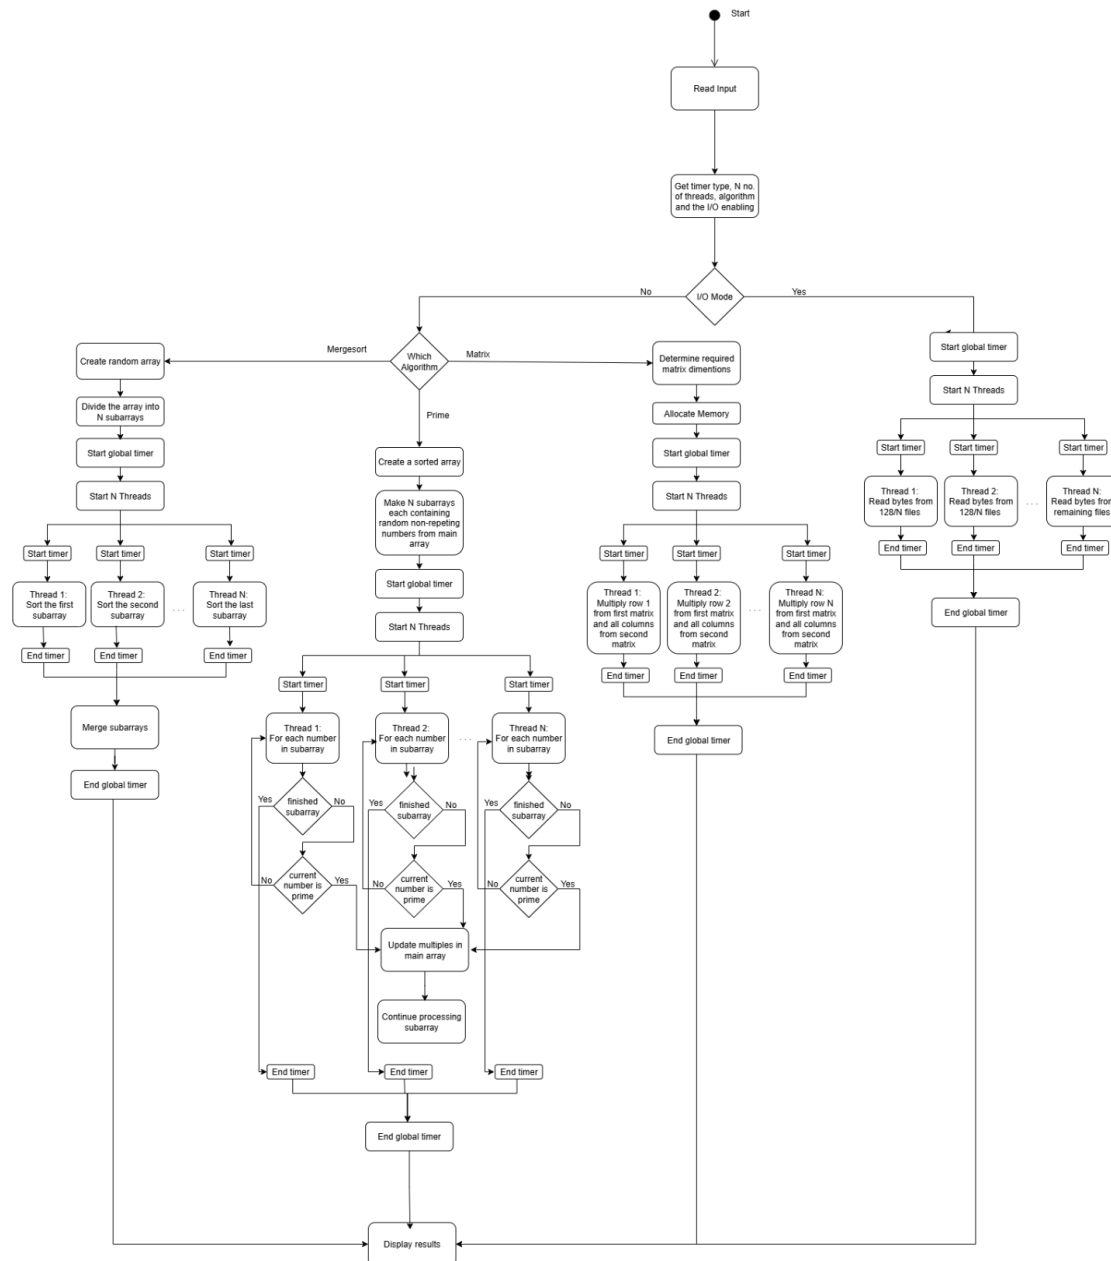 Start
Read Input
Get timer type, N no.
of threads, algorithm
and the I/O enabling
I/O Mode
No
Yes
Which
Algorithm
Mergesort
Matrix
Prime
Create random array
Divide the array into
N subarrays
Start global timer
Start N Threads
Start timer
Start timer
Start timer
Thread 1:
Sort the first
subarray
Thread 2:
Sort the second
subarray
. . .
Thread N:
Sort the last
subarray
End timer
End timer
End timer
Merge subarrays
End global timer
Create a sorted array
Make N subarrays
each containing
random non-repeting
numbers from main
array
Start global timer
Start N Threads
Start timer
Start timer
Start timer
Thread 1:
For each number
in subarray
Thread 2:
For each number
in subarray
. . .
Thread N:
For each number
in subarray
Yes
finished
subarray
No
Yes
finished
subarray
No
Yes
finished
subarray
No
No
current
number is
prime
Yes
No
current
number is
prime
Yes
No
current
number is
prime
Yes
Update multiples in
main array
Continue processing
subarray
End timer
End timer
End timer
End global timer
Determine required
matrix dimentions
Allocate Memory
Start global timer
Start N Threads
Start timer
Start timer
Start timer
Thread 1:
Multiply row 1
from first matrix
and all columns
from second
matrix
Thread 2:
Multiply row 2
from first matrix
and all columns
from second
matrix
. . .
Thread N:
Multiply row N
from first matrix
and all columns
from second
matrix
End timer
End timer
End timer
End global timer
Start global timer
Start N Threads
Start timer
Start timer
Start timer
Thread 1:
Read bytes from
128/N files
Thread 2:
Read bytes from
128/N files
. . .
Thread N:
Read bytes from
remaining files
End timer
End timer
End timer
End global timer
Display results